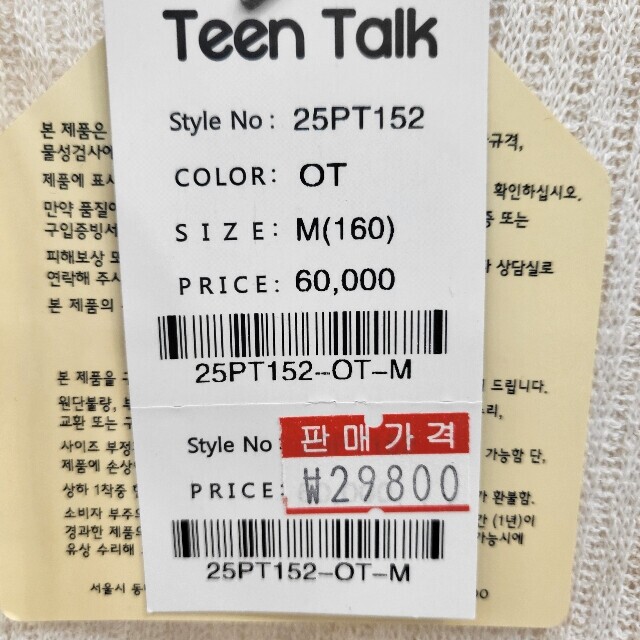 Teen Talk
Style No: 25PT152
COLOR: OT
SIZE: M(160)
PRICE: 60,000
25PT152-OT-M
Style No
판매가격
PRICE: ₩29800
25PT152-OT-M
본 제품은
규격,
물성검사에
제품에 표시
확인하십시오.
만약 품질이
또는
구입증빙서
피해보상
상담실로
연락해 주시
본 제품의
본 제품을
드립니다.
원단불량,
교환 또는
사이즈 부정
가능함 단,
제품에 손상
상하 1착중
환불함.
소비자 부주의
(1년)이
경과한 제품의
가능시에
유상 수리해
서울시